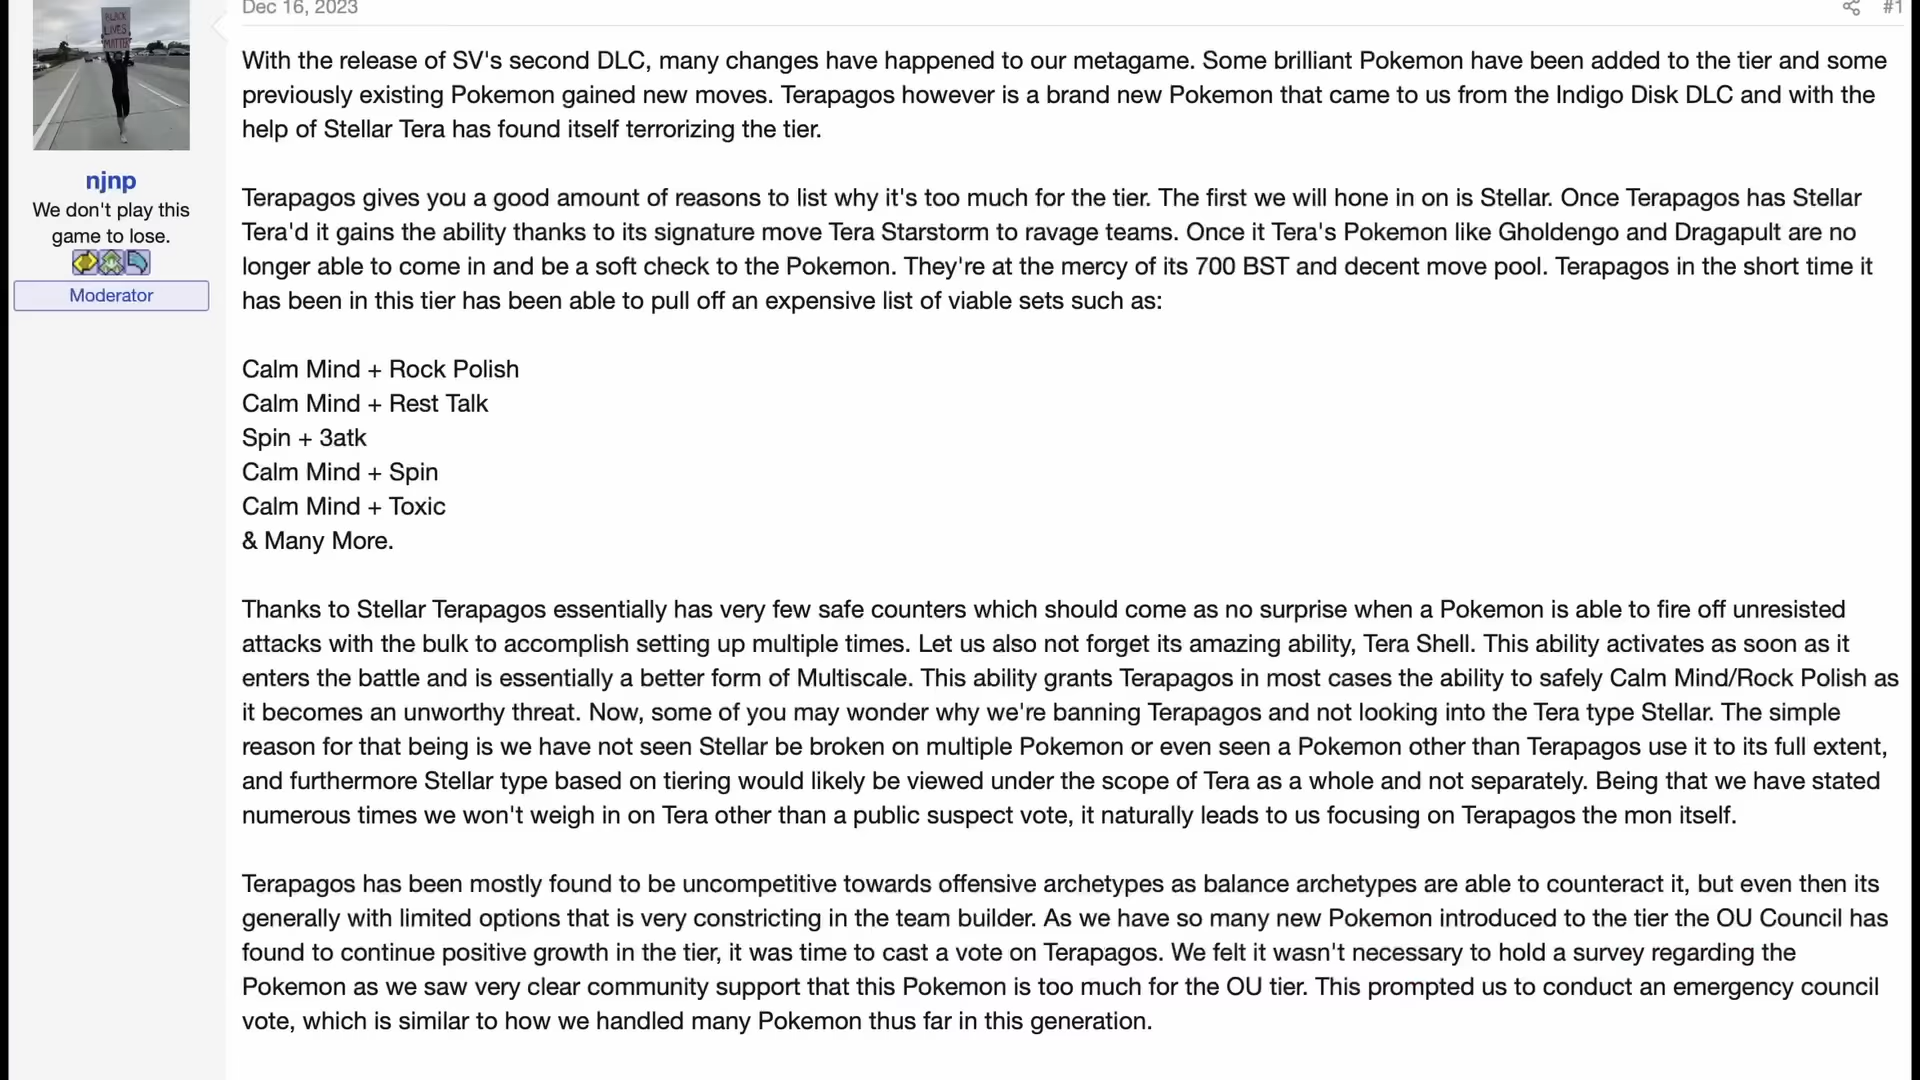 Dec 16, 2023
#1
BLACK
LIVES
MATTER
njnp
We don't play this
game to lose.
Moderator
With the release of SV's second DLC, many changes have happened to our metagame. Some brilliant Pokemon have been added to the tier and some
previously existing Pokemon gained new moves. Terapagos however is a brand new Pokemon that came to us from the Indigo Disk DLC and with the
help of Stellar Tera has found itself terrorizing the tier.
Terapagos gives you a good amount of reasons to list why it's too much for the tier. The first we will hone in on is Stellar. Once Terapagos has Stellar
Tera'd it gains the ability thanks to its signature move Tera Starstorm to ravage teams. Once it Tera's Pokemon like Gholdengo and Dragapult are no
longer able to come in and be a soft check to the Pokemon. They're at the mercy of its 700 BST and decent move pool. Terapagos in the short time it
has been in this tier has been able to pull off an expensive list of viable sets such as:
Calm Mind + Rock Polish
Calm Mind + Rest Talk
Spin + 3atk
Calm Mind + Spin
Calm Mind + Toxic
& Many More.
Thanks to Stellar Terapagos essentially has very few safe counters which should come as no surprise when a Pokemon is able to fire off unresisted
attacks with the bulk to accomplish setting up multiple times. Let us also not forget its amazing ability, Tera Shell. This ability activates as soon as it
enters the battle and is essentially a better form of Multiscale. This ability grants Terapagos in most cases the ability to safely Calm Mind/Rock Polish as
it becomes an unworthy threat. Now, some of you may wonder why we're banning Terapagos and not looking into the Tera type Stellar. The simple
reason for that being is we have not seen Stellar be broken on multiple Pokemon or even seen a Pokemon other than Terapagos use it to its full extent,
and furthermore Stellar type based on tiering would likely be viewed under the scope of Tera as a whole and not separately. Being that we have stated
numerous times we won't weigh in on Tera other than a public suspect vote, it naturally leads to us focusing on Terapagos the mon itself.
Terapagos has been mostly found to be uncompetitive towards offensive archetypes as balance archetypes are able to counteract it, but even then its
generally with limited options that is very constricting in the team builder. As we have so many new Pokemon introduced to the tier the OU Council has
found to continue positive growth in the tier, it was time to cast a vote on Terapagos. We felt it wasn't necessary to hold a survey regarding the
Pokemon as we saw very clear community support that this Pokemon is too much for the OU tier. This prompted us to conduct an emergency council
vote, which is similar to how we handled many Pokemon thus far in this generation.